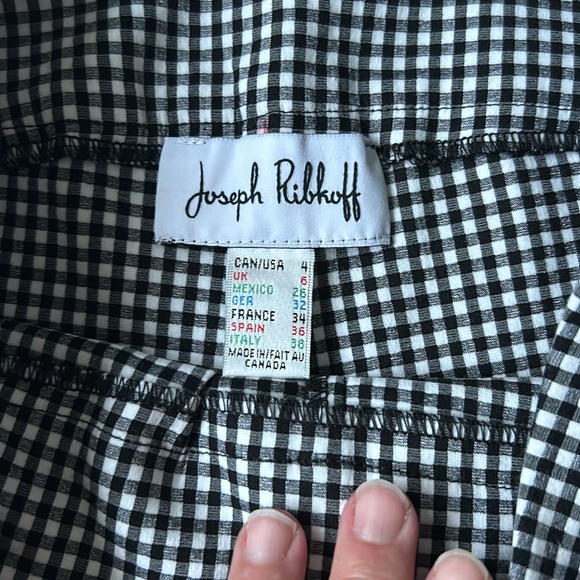 Joseph Ribkoff
CAN/USA 4
UK 6
MEXICO 26
GER 32
FRANCE 34
SPAIN 36
ITALY 38
MADE IN/FAIT AU
CANADA